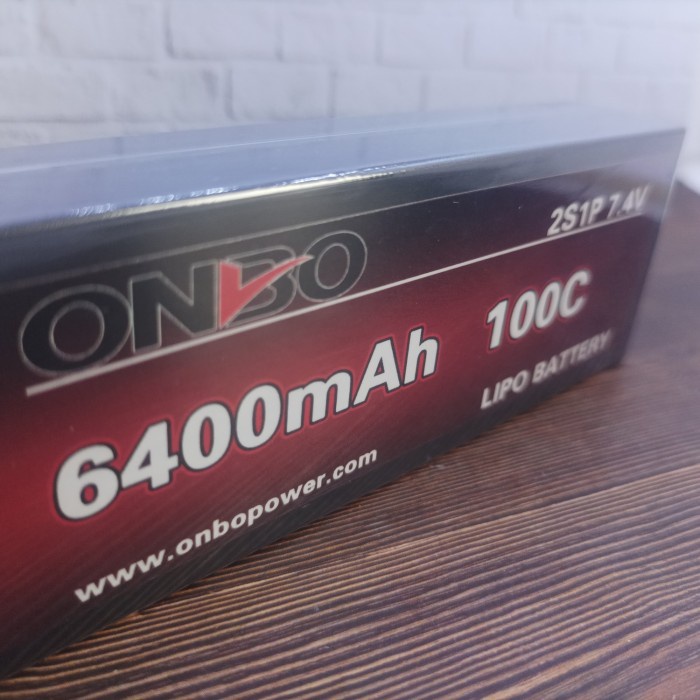 2S1P 7.4V
ONBO
6400mAh 100C
LIPO BATTERY
www.onbopower.com